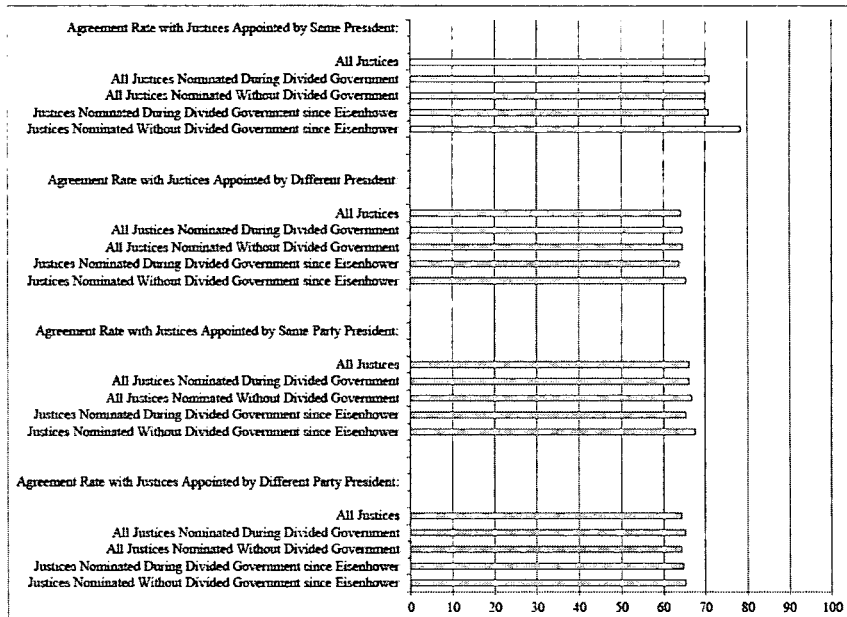 Agreement Rate with Justices Appointed by Same President:
All Justices
All Justices Nominated During Divided Government
All Justices Nominated Without Divided Government
Justices Nominated During Divided Government since Eisenhower
Justices Nominated Without Divided Government since Eisenhower
Agreement Rate with Justices Appointed by Different President:
All Justices
All Justices Nominated During Divided Government
All Justices Nominated Without Divided Government
Justices Nominated During Divided Government since Eisenhower
Justices Nominated Without Divided Government since Eisenhower
Agreement Rate with Justices Appointed by Same Party President:
All Justices
All Justices Nominated During Divided Government
All Justices Nominated Without Divided Government
Justices Nominated During Divided Government since Eisenhower
Justices Nominated Without Divided Government since Eisenhower
Agreement Rate with Justices Appointed by Different Party President:
All Justices
All Justices Nominated During Divided Government
All Justices Nominated Without Divided Government
Justices Nominated During Divided Government since Eisenhower
Justices Nominated Without Divided Government since Eisenhower
0 10 20 30 40 50 60 70 80 90 100